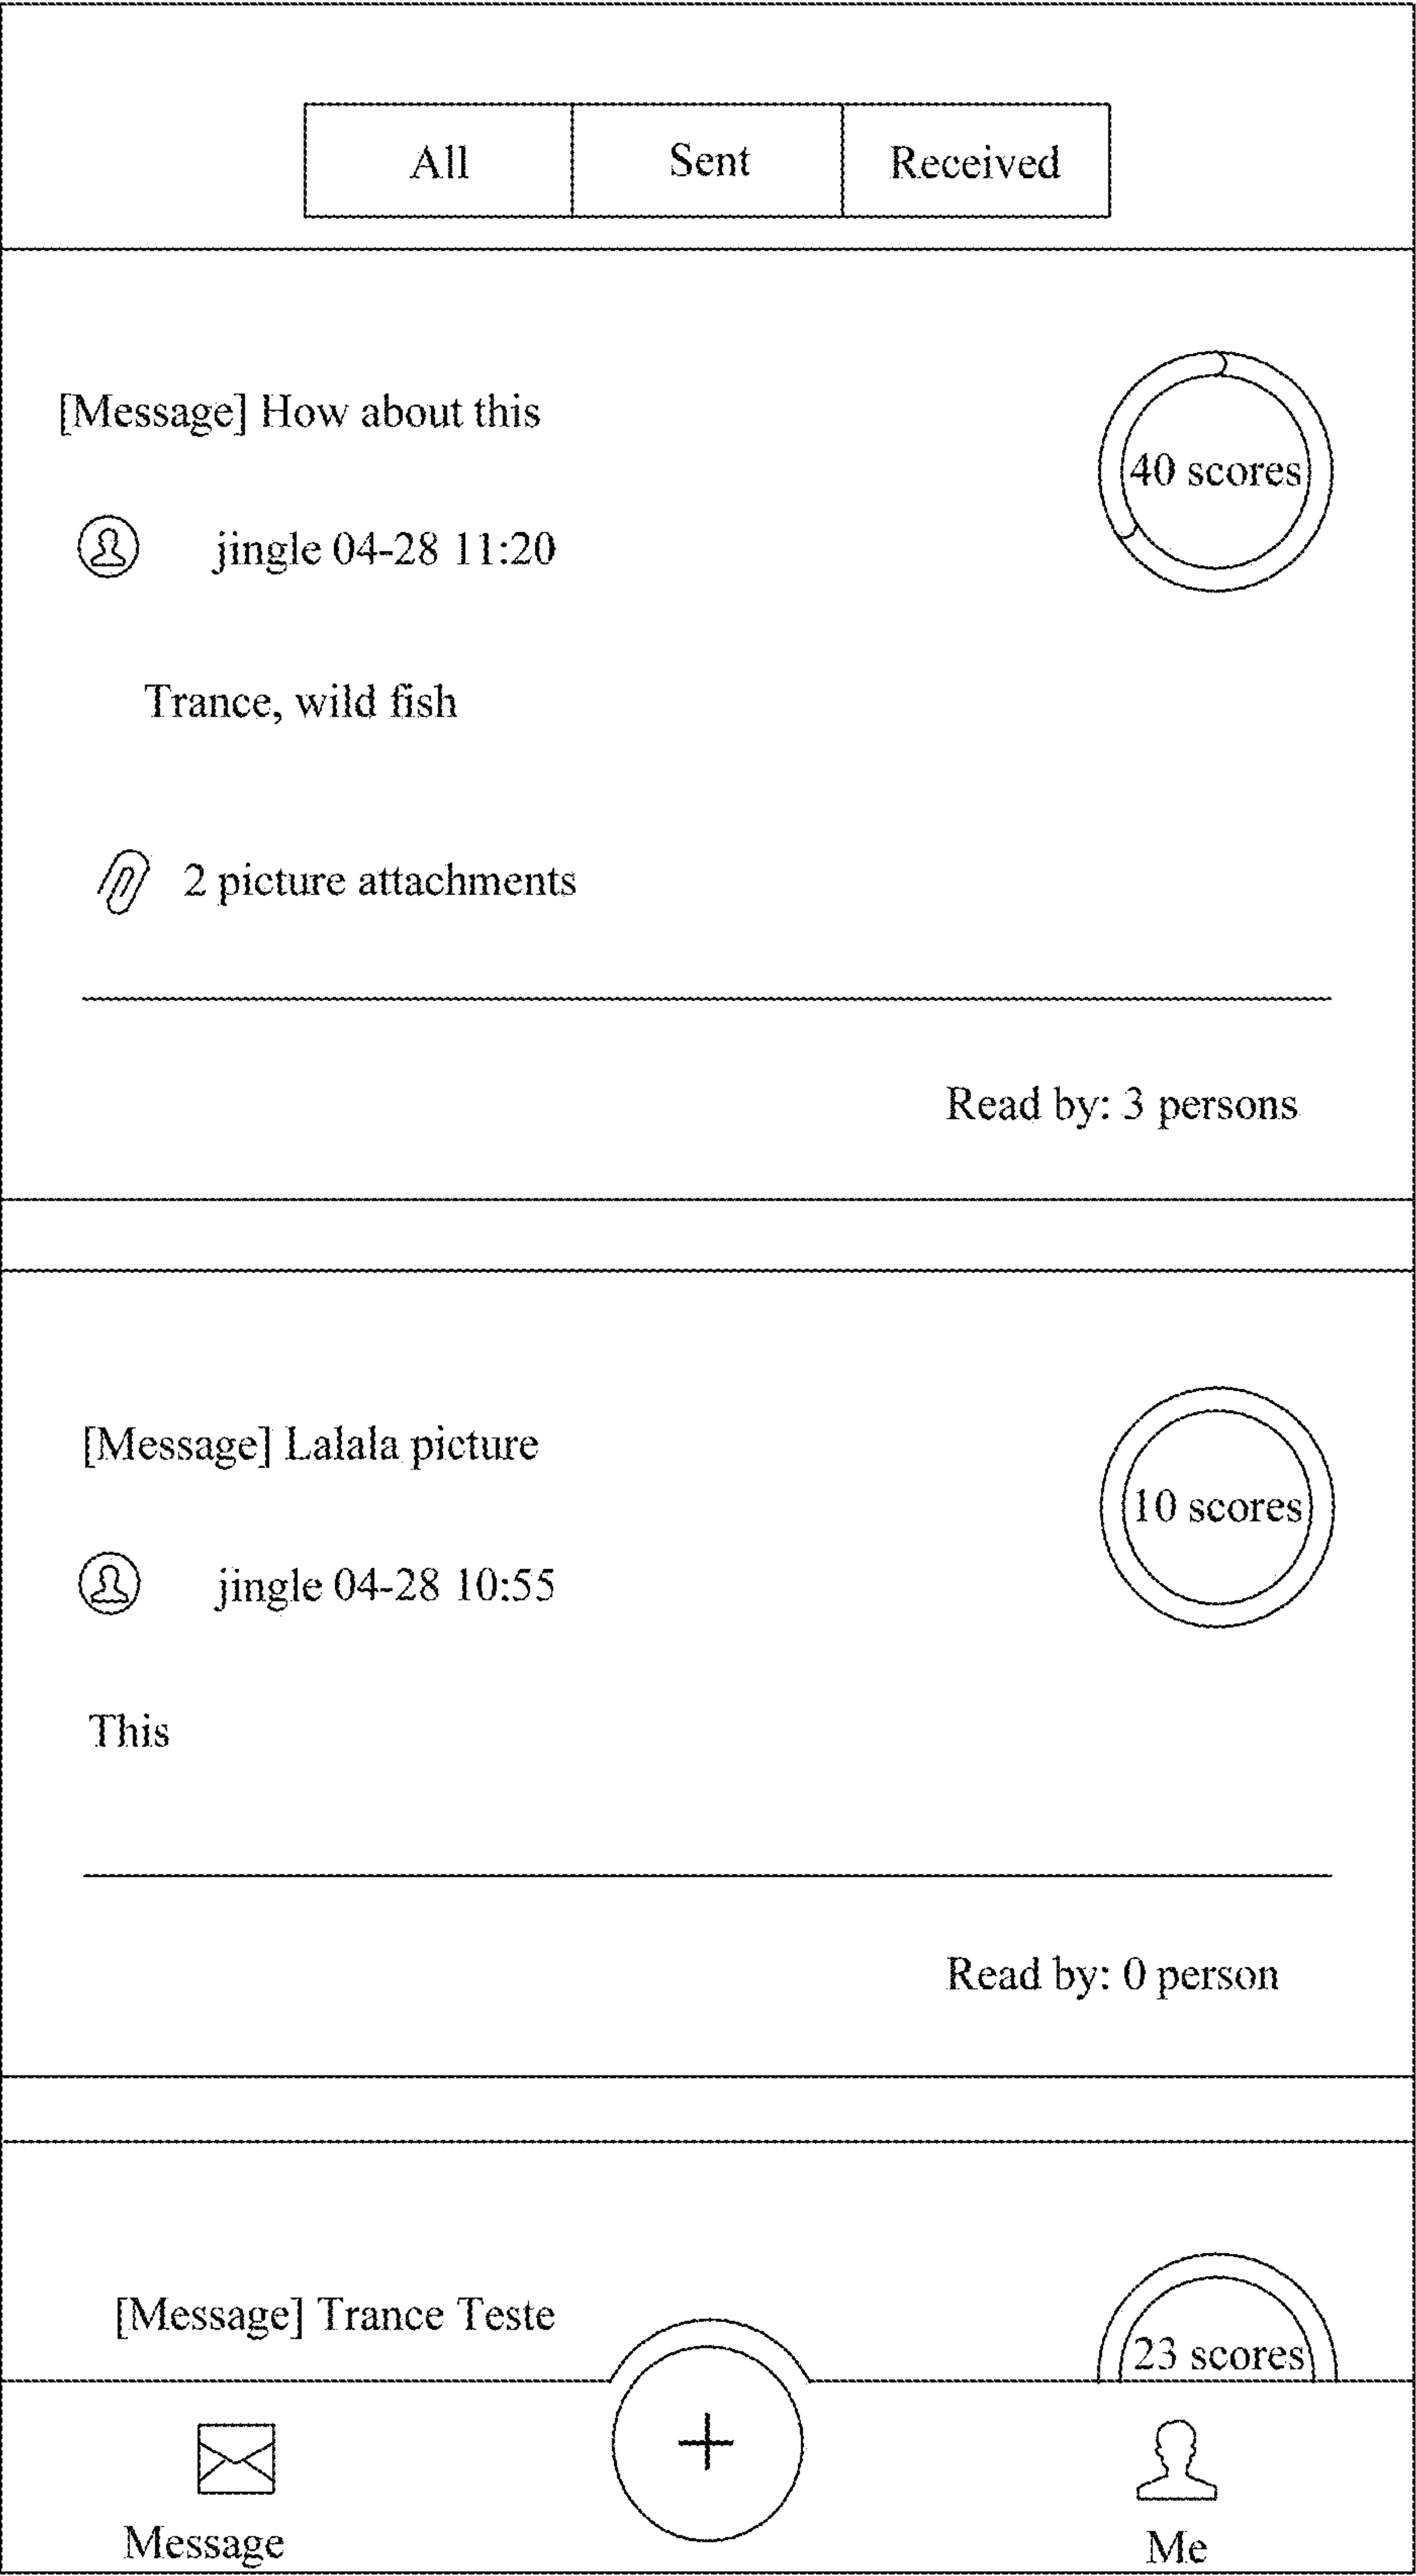 All Sent Received
[Message] How about this
40 scores
jingle 04-28 11:20
Trance, wild fish
2 picture attachments
Read by: 3 persons
[Message] Lalala picture
10 scores
jingle 04-28 10:55
This
Read by: 0 person
[Message] Trance Teste
23 scores
+
Message
Me